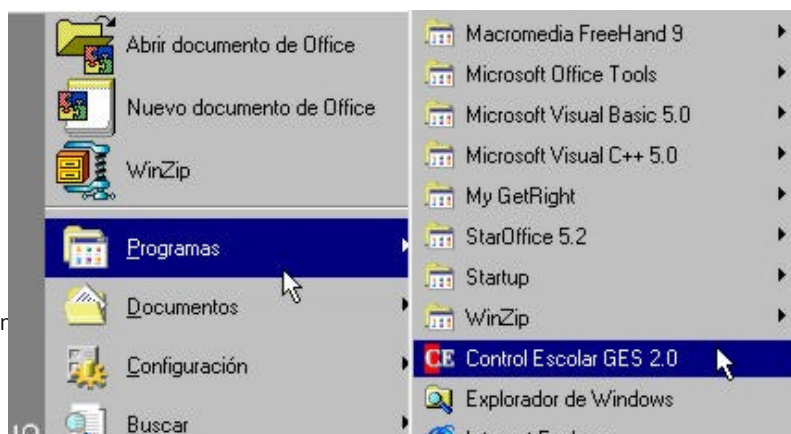 Abrir documento de Office
Nuevo documento de Office
WinZip
Programas
Documentos
Configuración
Buscar
Macromedia FreeHand 9
Microsoft Office Tools
Microsoft Visual Basic 5.0
Microsoft Visual C++ 5.0
My GetRight
StarOffice 5.2
Startup
WinZip
CE Control Escolar GES 2.0
Explorador de Windows